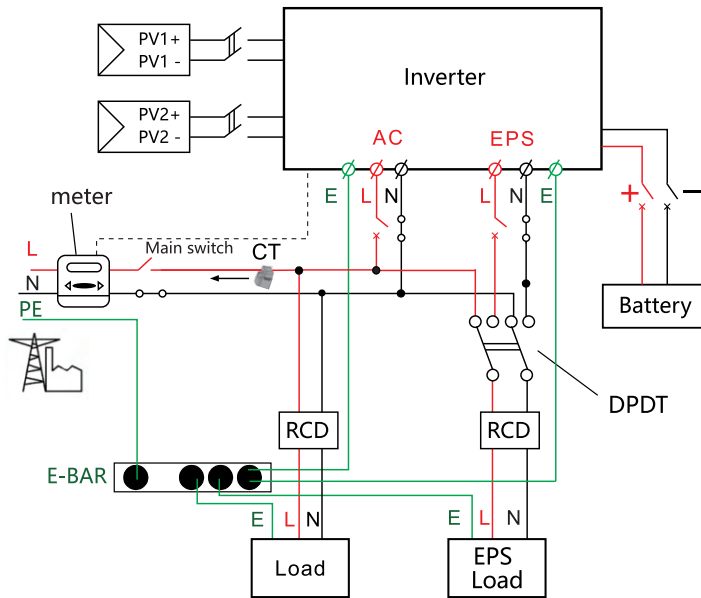 PV1+
PV1 -
PV2+
PV2 -
Inverter
AC
EPS
E
L
N
L
N
E
+
−
meter
L
Main switch
CT
N
PE
Battery
DPDT
RCD
RCD
E-BAR
E
L
N
E
L
N
Load
EPS
Load